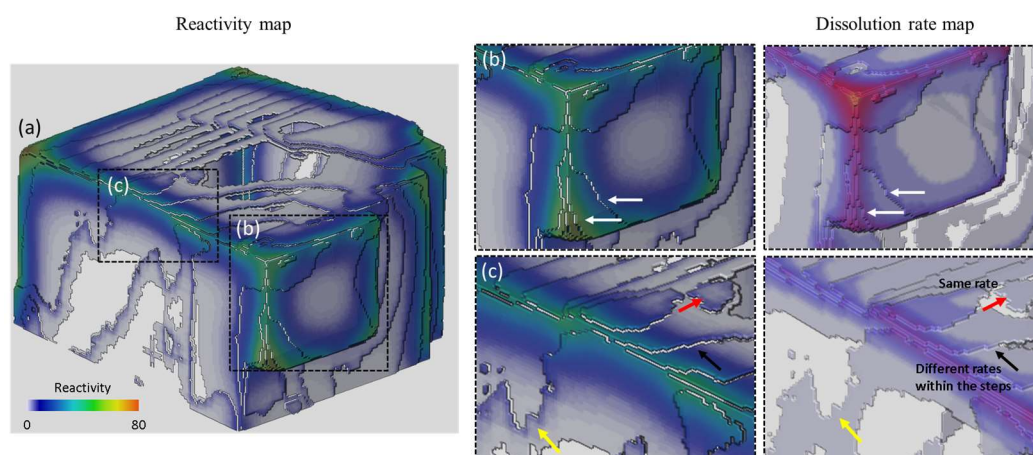 Reactivity map
Dissolution rate map
(a)
(c)
(b)
Reactivity
0
80
(b)
(c)
Same rate
Different rates
within the steps